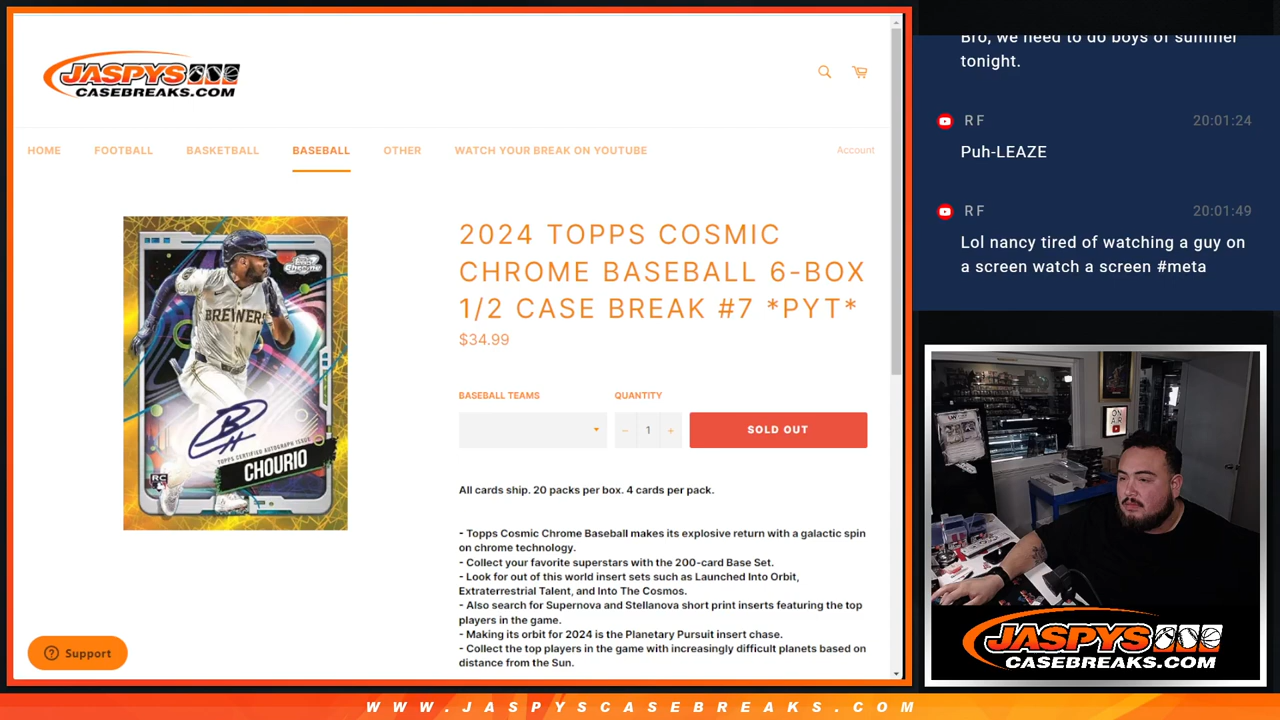 JASPYS
CASEBREAKS.COM
HOME FOOTBALL BASKETBALL BASEBALL OTHER WATCH YOUR BREAK ON YOUTUBE Account
BREWERS
TOPPS CERTIFIED AUTOGRAPH ISSUE
CHOURIO
RC
2024 TOPPS COSMIC
CHROME BASEBALL 6-BOX
1/2 CASE BREAK #7 *PYT*
$34.99
BASEBALL TEAMS QUANTITY
− 1 + SOLD OUT
All cards ship. 20 packs per box. 4 cards per pack.
- Topps Cosmic Chrome Baseball makes its explosive return with a galactic spin
on chrome technology.
- Collect your favorite superstars with the 200-card Base Set.
- Look for out of this world insert sets such as Launched Into Orbit,
Extraterrestrial Talent, and Into The Cosmos.
- Also search for Supernova and Stellanova short print inserts featuring the top
players in the game.
- Making its orbit for 2024 is the Planetary Pursuit insert chase.
- Collect the top players in the game with increasingly difficult planets based on
distance from the Sun.
Support
Bro, we need to do boys of summer
tonight.
R F 20:01:24
Puh-LEAZE
R F 20:01:49
Lol nancy tired of watching a guy on
a screen watch a screen #meta
ON
AIR
JASPYS
CASEBREAKS.COM
WWW.JASPYSCASEBREAKS.COM